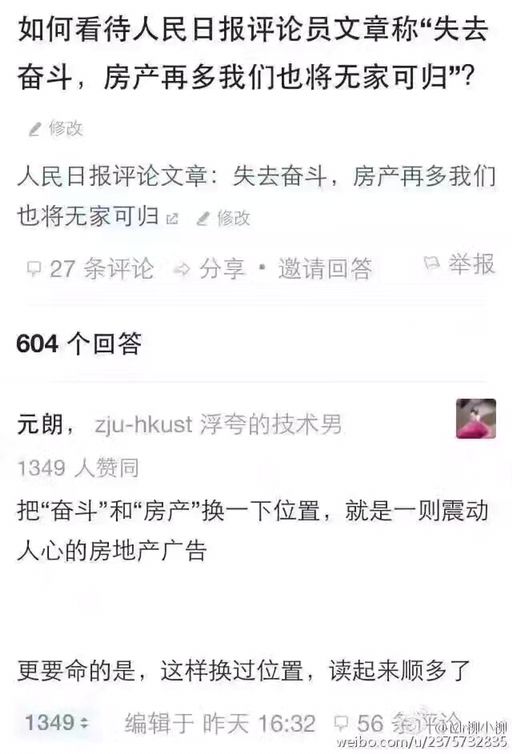 如何看待人民日报评论员文章称“失去
奋斗，房产再多我们也将无家可归”？
修改
人民日报评论文章：失去奋斗，房产再多我们
也将无家可归 修改
27 条评论 分享 · 邀请回答 举报
604 个回答
元朗，zju-hkust 浮夸的技术男
1349 人赞同
把“奋斗”和“房产”换一下位置，就是一则震动
人心的房地产广告
更要命的是，这样换过位置，读起来顺多了
1349 编辑于 昨天 16:32 56 条评论
weibo.com/u/2375732835